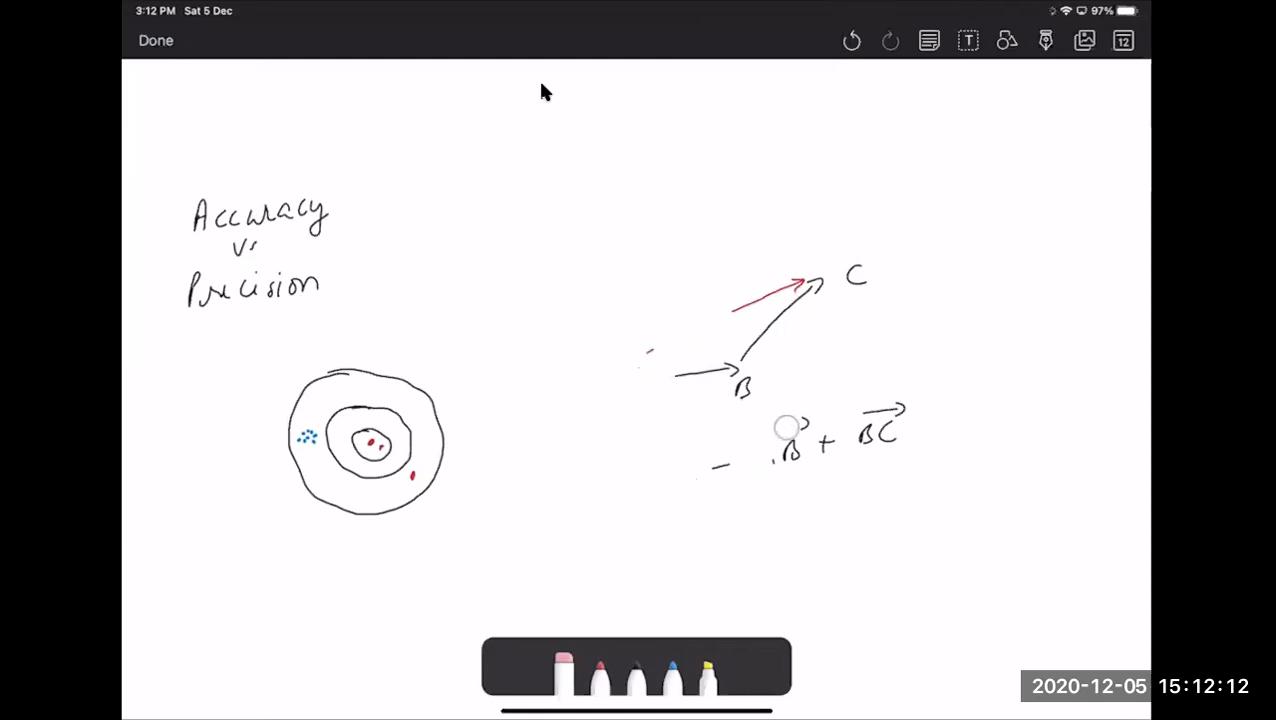 3:12 PM Sat 5 Dec
97%
Done
T
12
Accuracy
vs
Precision
C
B
B + BC
2020-12-05 15:12:12